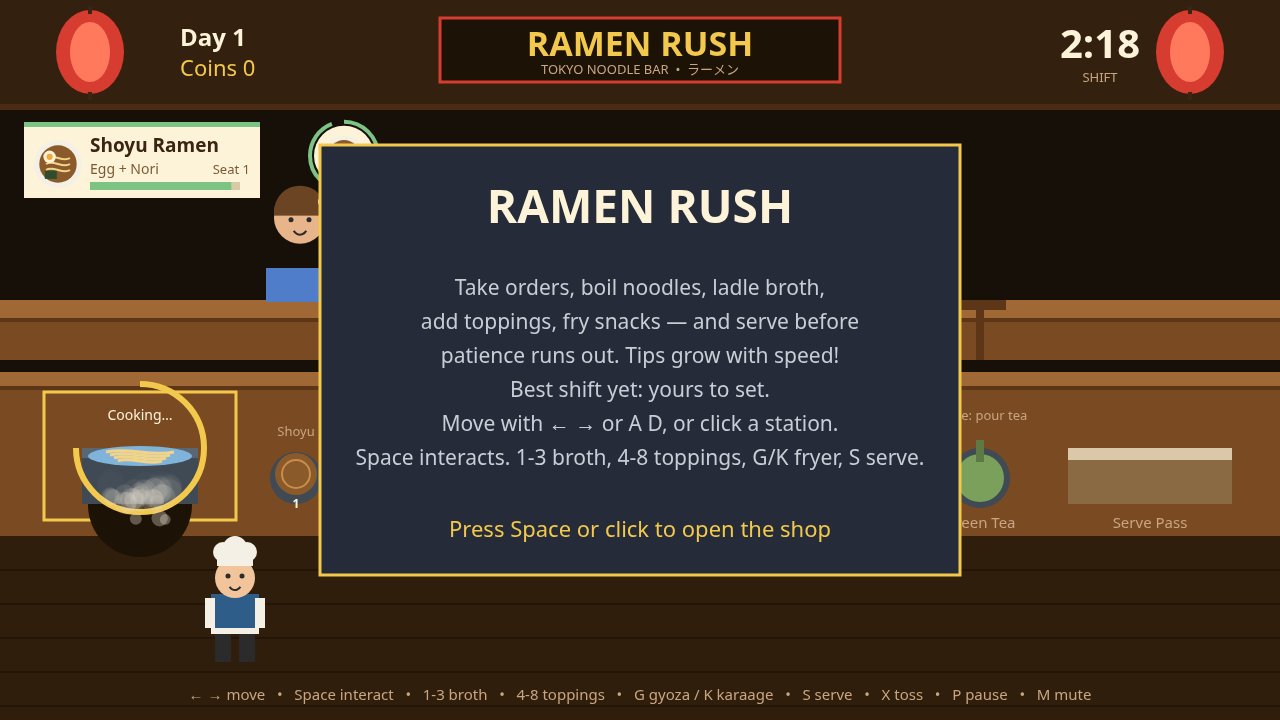 Day 1
Coins 0
RAMEN RUSH
TOKYO NOODLE BAR • ラーメン
2:18
SHIFT
Shoyu Ramen
Egg + Nori
Seat 1
RAMEN RUSH
Take orders, boil noodles, ladle broth,
add toppings, fry snacks — and serve before
patience runs out. Tips grow with speed!
Best shift yet: yours to set.
Move with ← → or A D, or click a station.
Space interacts. 1-3 broth, 4-8 toppings, G/K fryer, S serve.
Press Space or click to open the shop
Cooking...
Shoyu
1
e: pour tea
een Tea
Serve Pass
← → move • Space interact • 1-3 broth • 4-8 toppings • G gyoza / K karaage • S serve • X toss • P pause • M mute